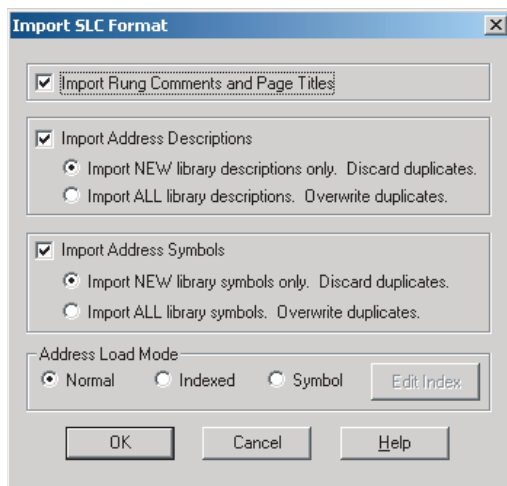 Import SLC Format
Import Rung Comments and Page Titles
Import Address Descriptions
Import NEW library descriptions only.  Discard duplicates.
Import ALL library descriptions.  Overwrite duplicates.
Import Address Symbols
Import NEW library symbols only.  Discard duplicates.
Import ALL library symbols.  Overwrite duplicates.
Address Load Mode
Normal Indexed Symbol Edit Index
OK Cancel Help